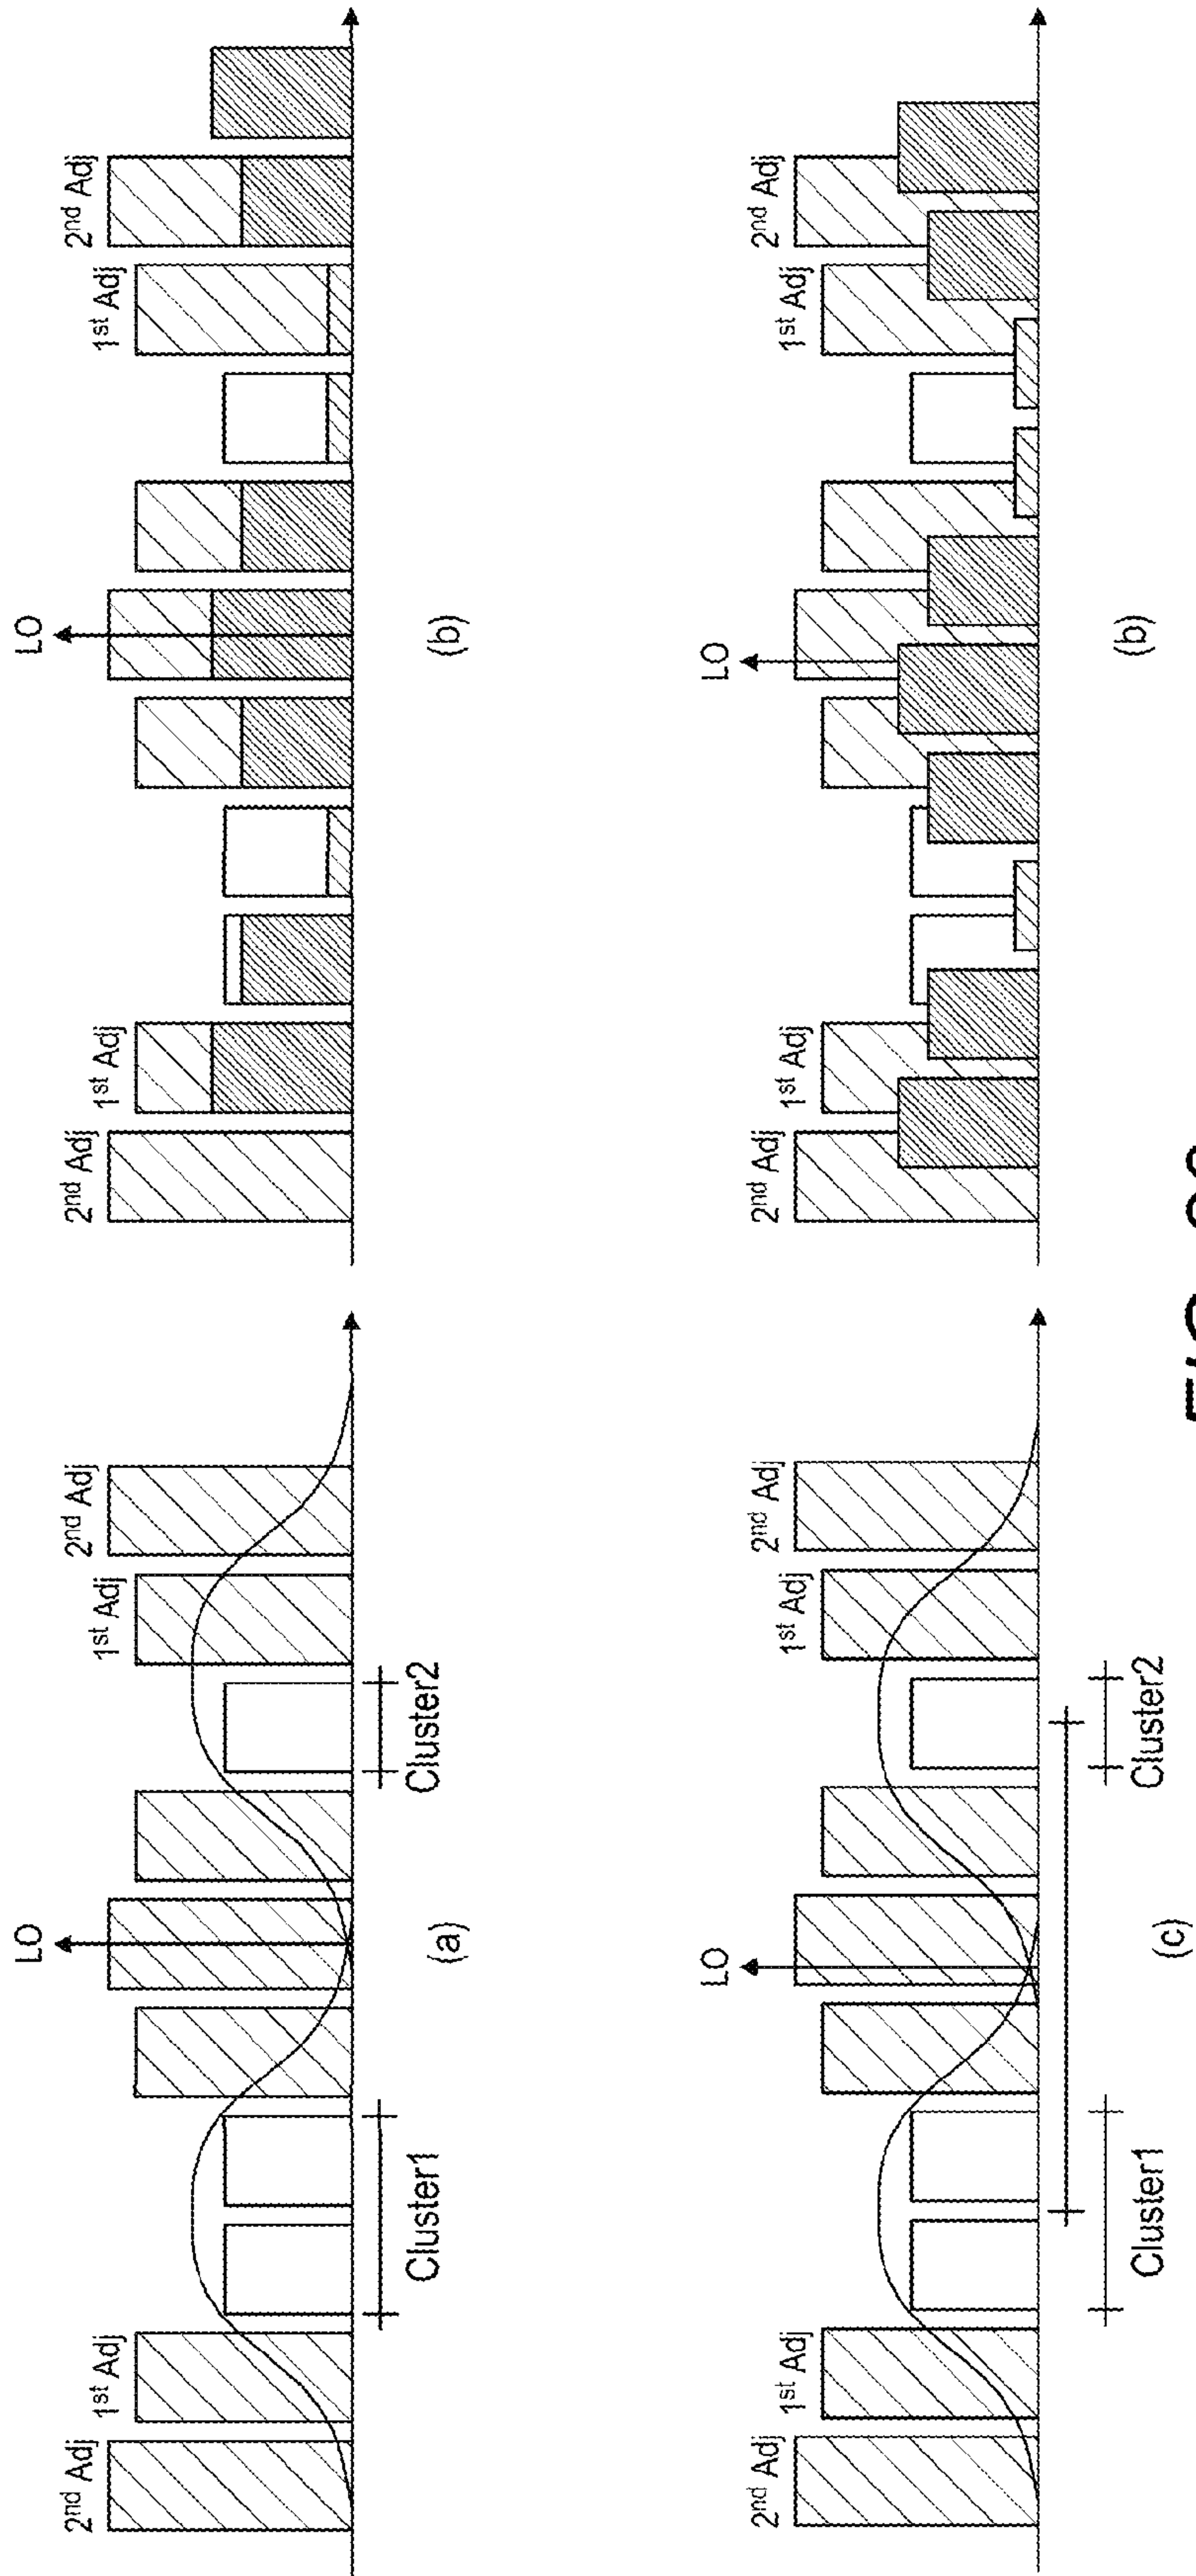 LO
2nd Adj
1st Adj
1st Adj
2nd Adj
Cluster1
Cluster2
(a)
LO
2nd Adj
1st Adj
1st Adj
2nd Adj
(b)
LO
2nd Adj
1st Adj
1st Adj
2nd Adj
Cluster1
Cluster2
(c)
LO
2nd Adj
1st Adj
1st Adj
2nd Adj
(b)